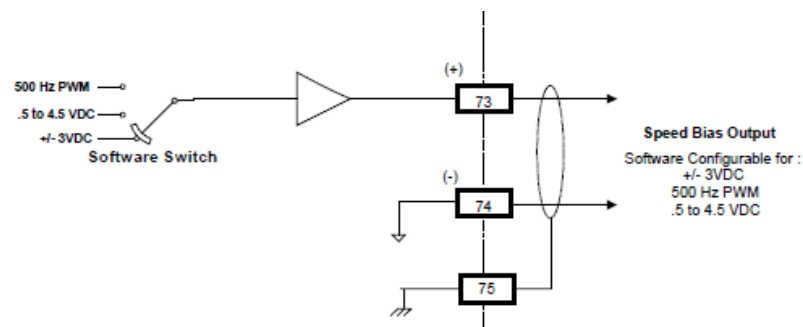 (+)
500 Hz PWM
73
.5 to 4.5 VDC
+/- 3VDC
Software Switch
Speed Bias Output
Software Configurable for :
+/- 3VDC
500 Hz PWM
.5 to 4.5 VDC
(-)
74
75